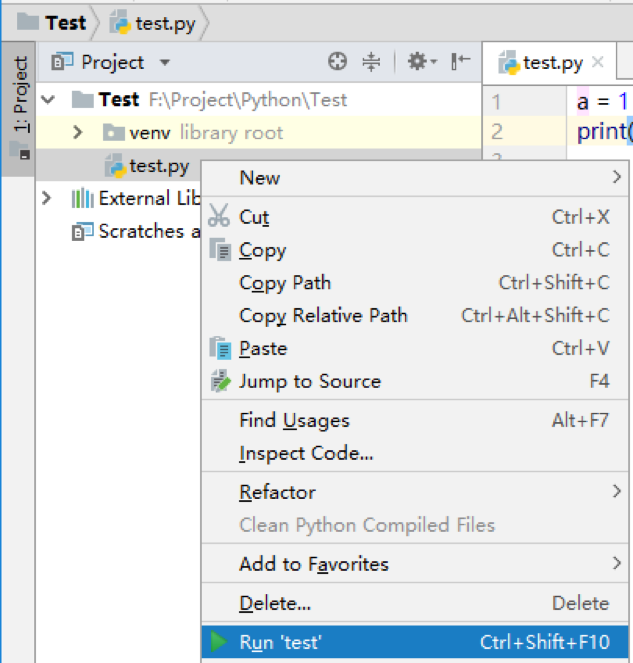 Test test.py
1: Project
Project test.py
Test F:\Project\Python\Test
venv library root
test.py
External Lib
Scratches a
1 a = 1
2 print(
New
Cut Ctrl+X
Copy Ctrl+C
Copy Path Ctrl+Shift+C
Copy Relative Path Ctrl+Alt+Shift+C
Paste Ctrl+V
Jump to Source F4
Find Usages Alt+F7
Inspect Code...
Refactor
Clean Python Compiled Files
Add to Favorites
Delete... Delete
Run 'test' Ctrl+Shift+F10